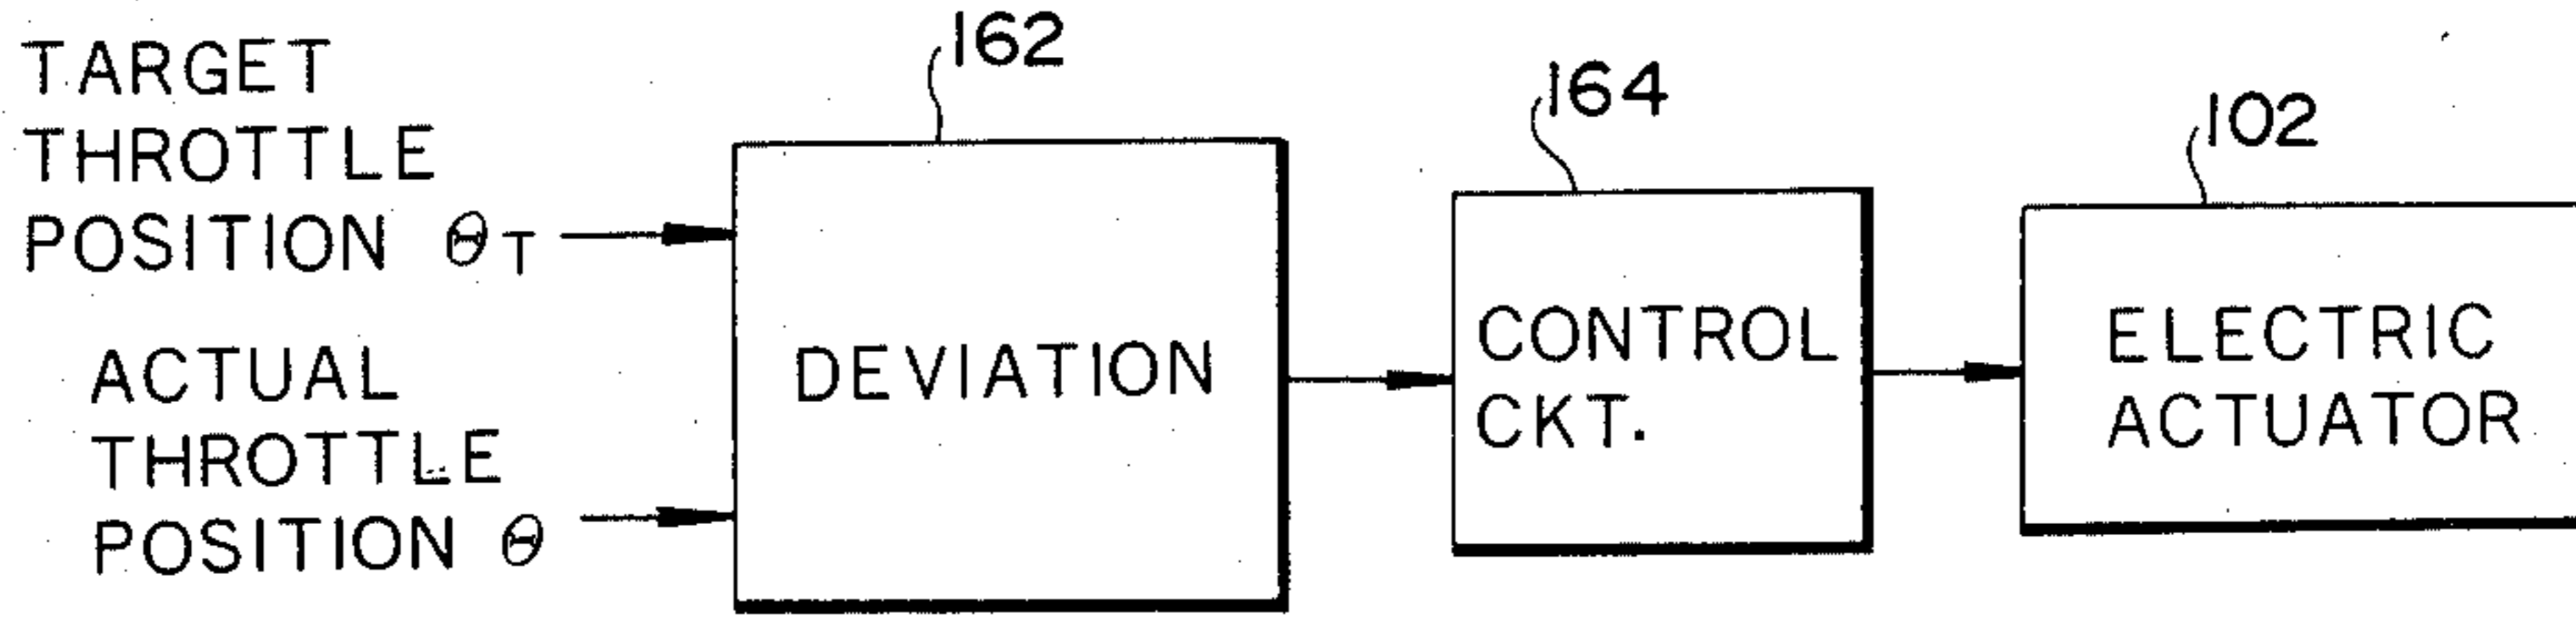 TARGET
THROTTLE
POSITION θT
ACTUAL
THROTTLE
POSITION θ
162
DEVIATION
164
CONTROL
CKT.
102
ELECTRIC
ACTUATOR